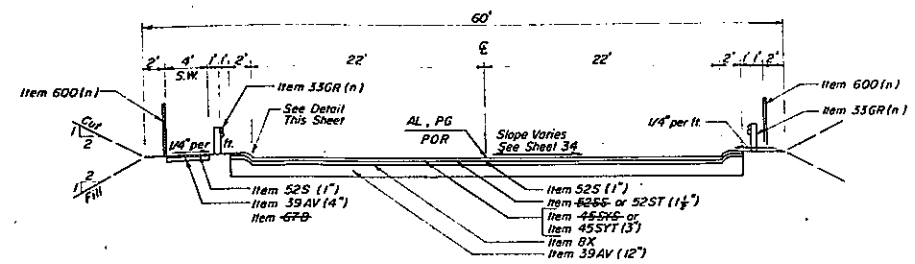 60'
℄
2' 4' 1' 1' 2' 22' 22' 2' 1' 1' 2'
S.W.
Item 33GR (n)
Item 600 (n)
Item 600 (n)
Item 33GR (n)
See Detail
This Sheet
AL, PG
POR
Slope Varies
See Sheet 34
1/4" per ft.
Cut
1
2
1/4" per ft.
1
2
Fill
Item 52S (1")
Item 39AV (4")
Item 67B
Item 52S (1")
Item 52SS or 52ST (1½")
Item 45SYS or
Item 45SYT (3")
Item 8X
Item 39AV (12")